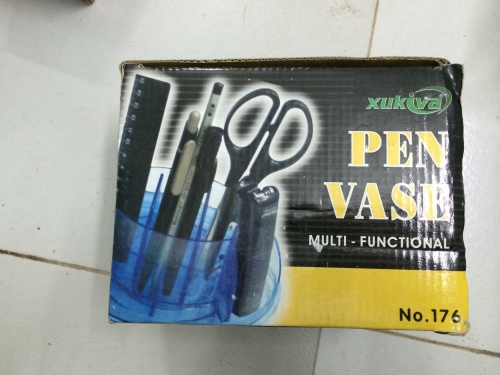 xukiva
PEN
VASE
MULTI - FUNCTIONAL
No.176